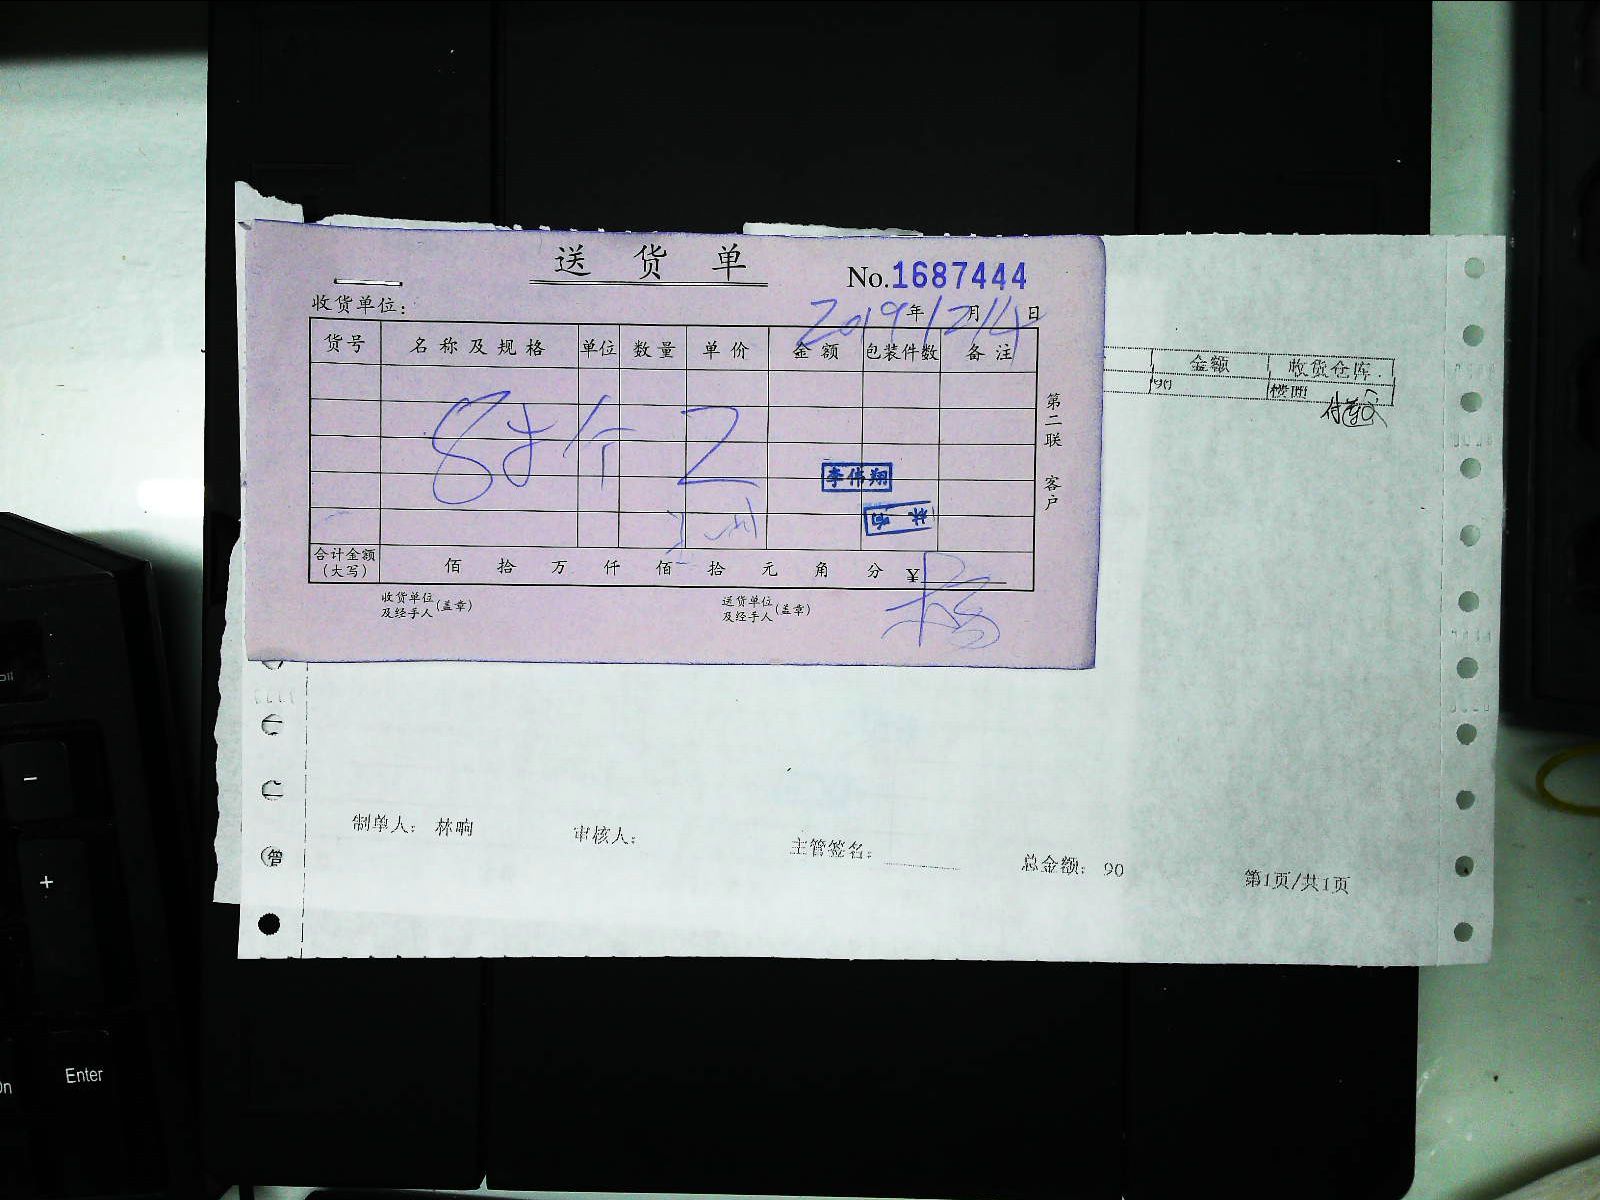 送货单
No.1687444
收货单位：
2019年12月14日
货号 名称及规格 单位 数量 单价 金额 包装件数 备注
8寸 个 2
李伟翔
林响
合计金额（大写） 佰 拾 万 仟 佰 拾 元 角 分 ¥
收货单位及经手人(盖章)
送货单位及经手人(盖章)
第二联 客户
金额 收货仓库
90
制单人： 林响 审核人： 主管签名： 总金额： 90 第1页/共1页
管
Enter